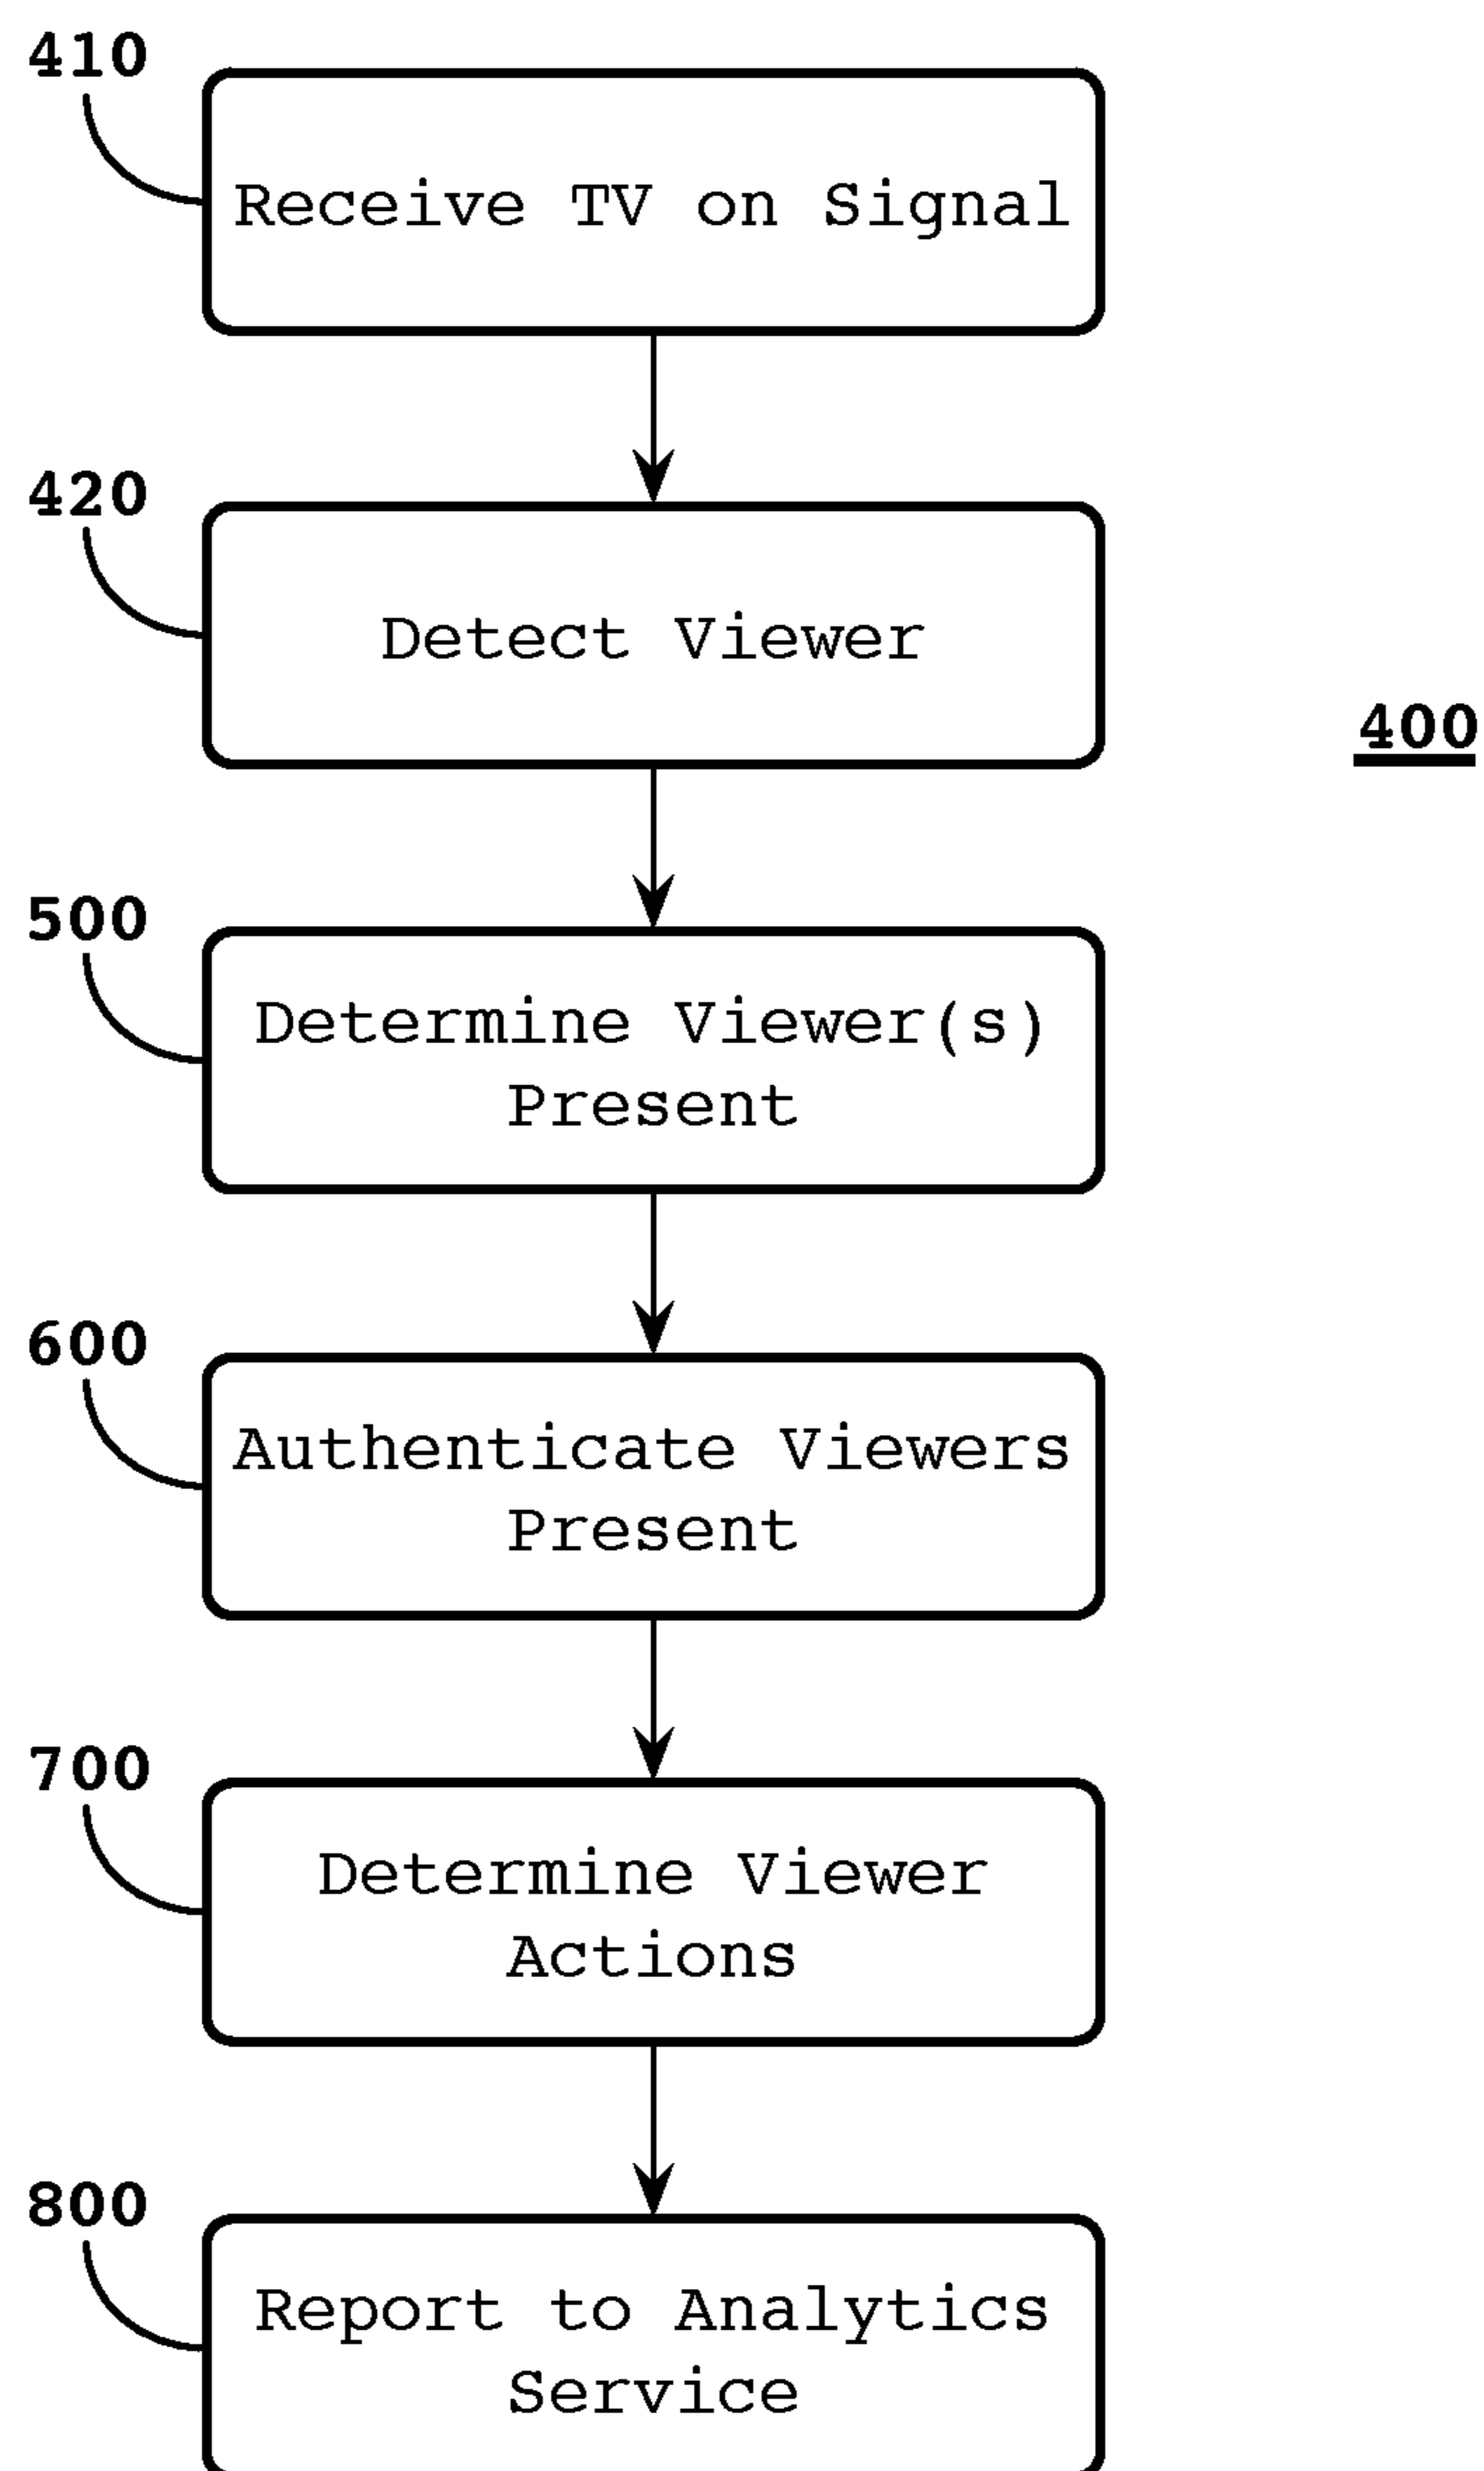 410
Receive TV on Signal
420
Detect Viewer
400
500
Determine Viewer(s)
Present
600
Authenticate Viewers
Present
700
Determine Viewer
Actions
800
Report to Analytics
Service